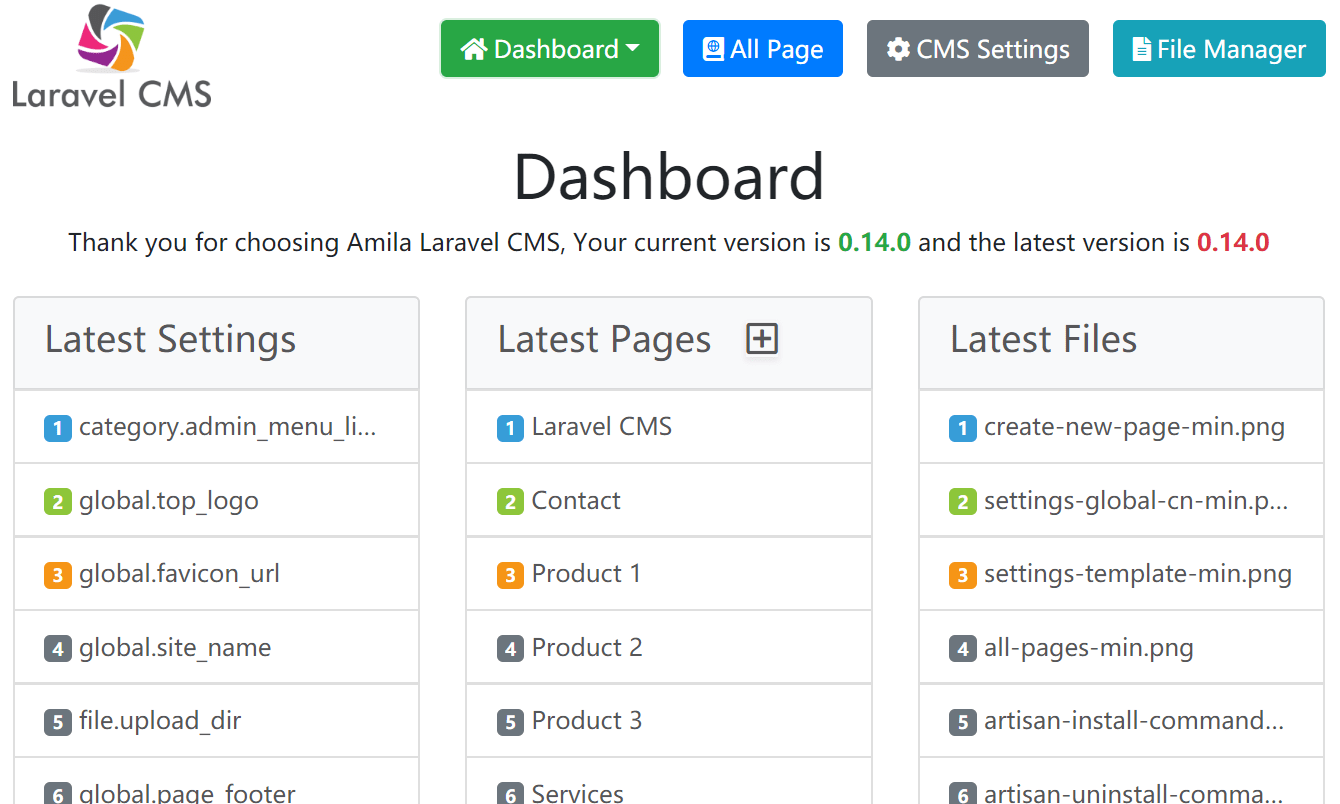 Laravel CMS
Dashboard
All Page
CMS Settings
File Manager
Dashboard
Thank you for choosing Amila Laravel CMS, Your current version is 0.14.0 and the latest version is 0.14.0
Latest Settings
1 category.admin_menu_li...
2 global.top_logo
3 global.favicon_url
4 global.site_name
5 file.upload_dir
6 global.page_footer
Latest Pages
1 Laravel CMS
2 Contact
3 Product 1
4 Product 2
5 Product 3
6 Services
Latest Files
1 create-new-page-min.png
2 settings-global-cn-min.p...
3 settings-template-min.png
4 all-pages-min.png
5 artisan-install-command...
6 artisan-uninstall-comma...